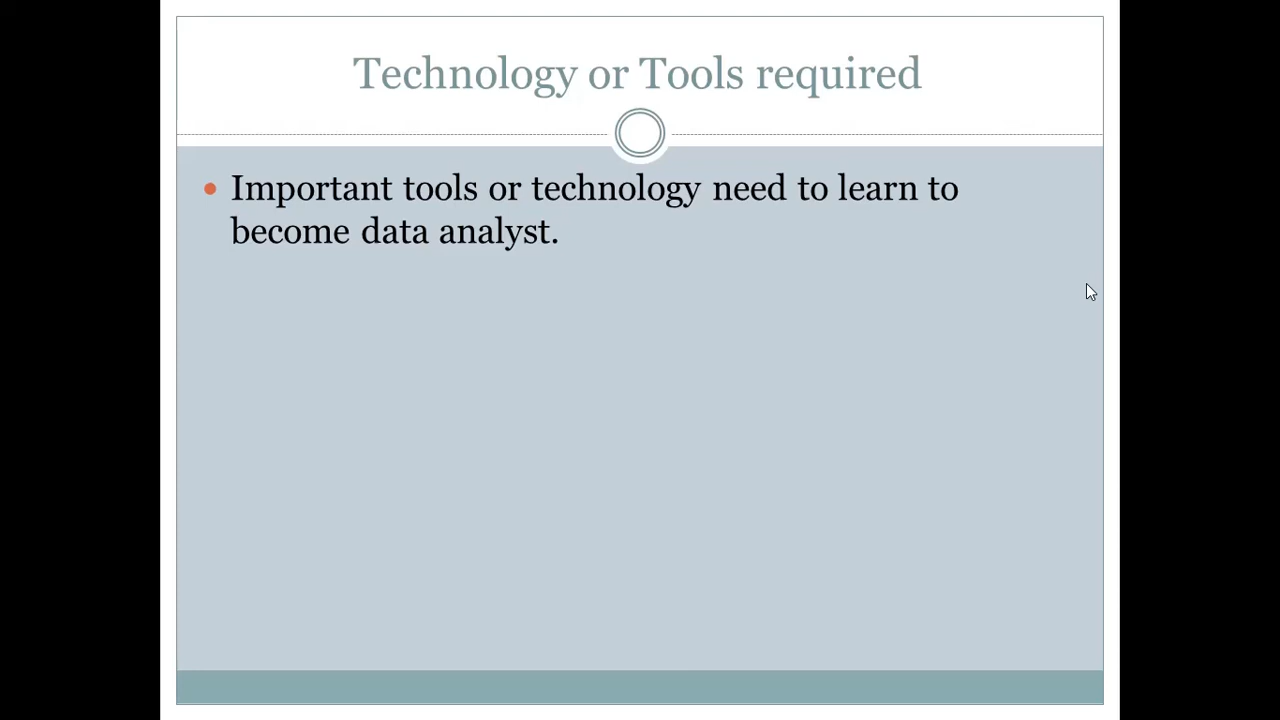 Technology or Tools required
Important tools or technology need to learn to
become data analyst.